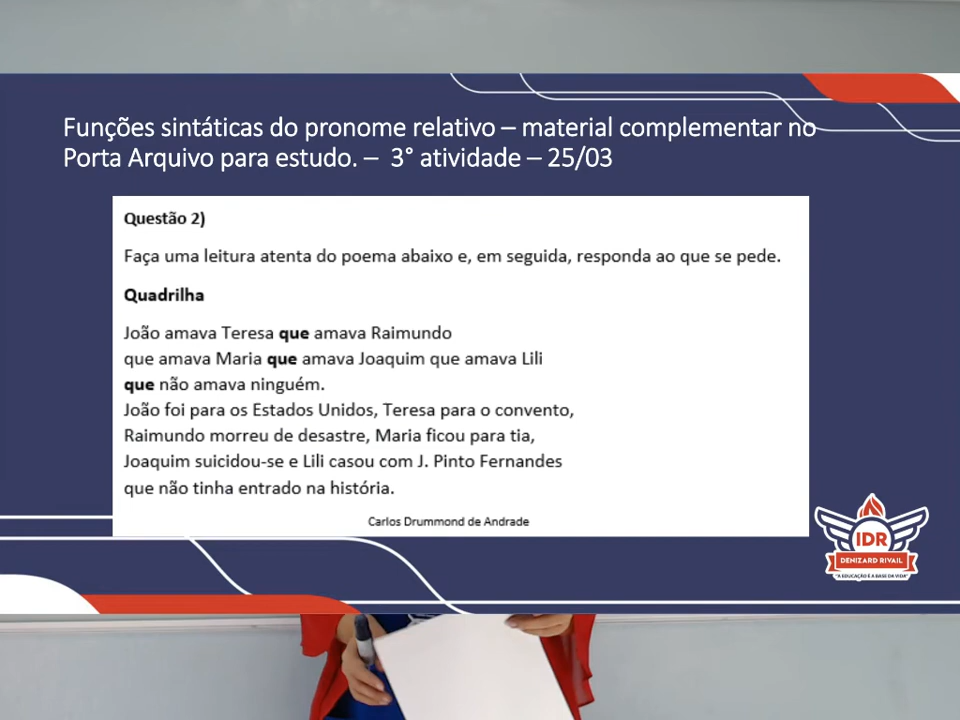 Funções sintáticas do pronome relativo – material complementar no
Porta Arquivo para estudo. – 3° atividade – 25/03
Questão 2)
Faça uma leitura atenta do poema abaixo e, em seguida, responda ao que se pede.
Quadrilha
João amava Teresa que amava Raimundo
que amava Maria que amava Joaquim que amava Lili
que não amava ninguém.
João foi para os Estados Unidos, Teresa para o convento,
Raimundo morreu de desastre, Maria ficou para tia,
Joaquim suicidou-se e Lili casou com J. Pinto Fernandes
que não tinha entrado na história.
Carlos Drummond de Andrade
IDR
DENIZARD RIVAIL
"A EDUCAÇÃO É A BASE DA VIDA"